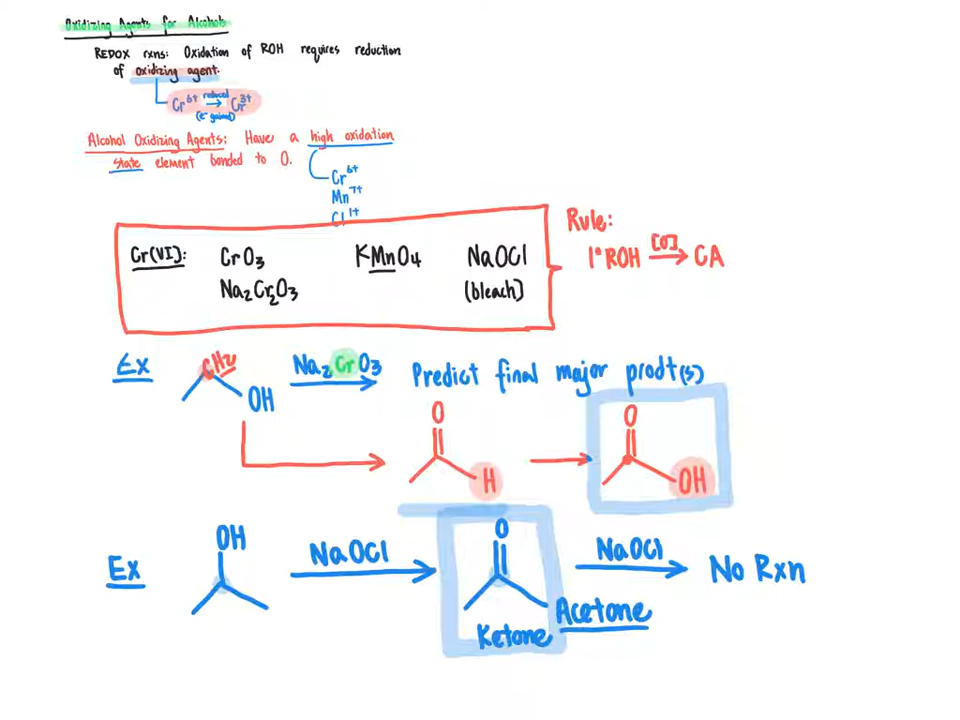 Oxidizing Agents for Alcohols
REDOX rxns: Oxidation of ROH requires reduction
of oxidizing agent.
Cr⁶⁺ reduced → Cr³⁺
(e⁻ gained)
Alcohol Oxidizing Agents: Have a high oxidation
state element bonded to O.
Cr⁶⁺
Mn⁷⁺
Cl¹⁺
Rule:
1° ROH [O] → CA
Cr(VI): CrO₃ KMnO₄ NaOCl
Na₂Cr₂O₃ (bleach)
Ex CH₂ OH Na₂CrO₃ → Predict final major prodt(s)
O H → O OH
Ex OH NaOCl → O NaOCl → No Rxn
Ketone Acetone